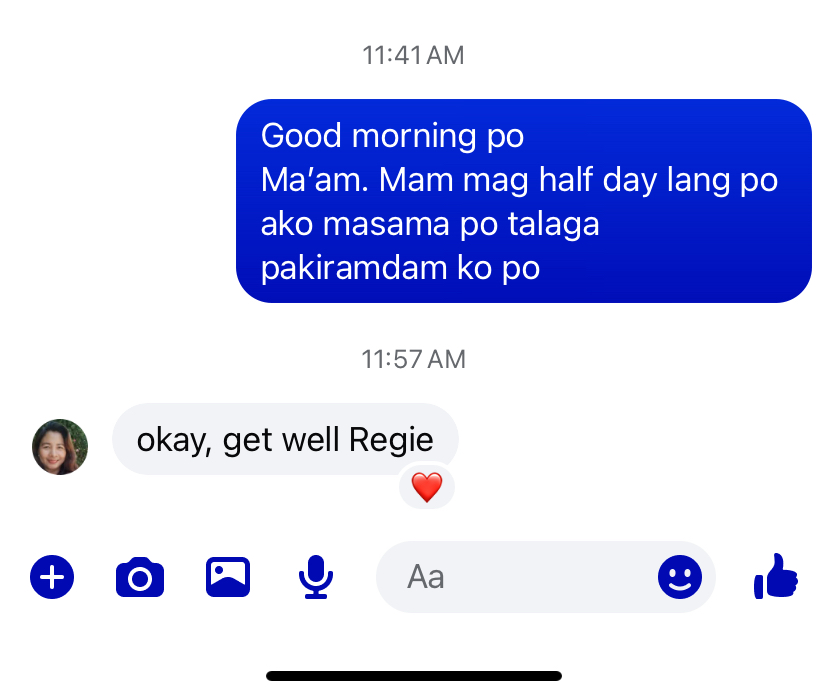 11:41 AM
Good morning po
Ma’am. Mam mag half day lang po
ako masama po talaga
pakiramdam ko po
11:57 AM
okay, get well Regie
Aa